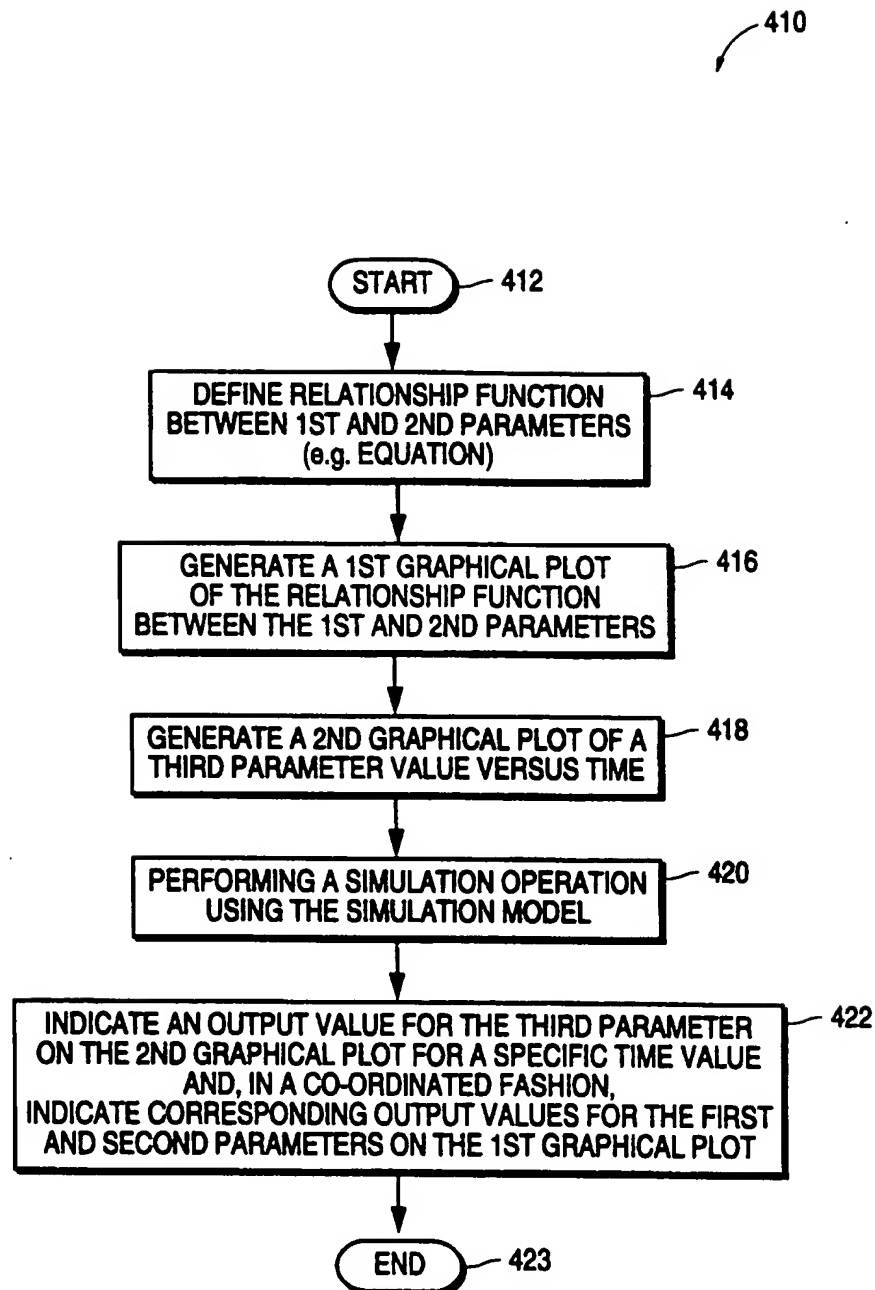 410
START
412
DEFINE RELATIONSHIP FUNCTION
BETWEEN 1ST AND 2ND PARAMETERS
(e.g. EQUATION)
414
GENERATE A 1ST GRAPHICAL PLOT
OF THE RELATIONSHIP FUNCTION
BETWEEN THE 1ST AND 2ND PARAMETERS
416
GENERATE A 2ND GRAPHICAL PLOT OF A
THIRD PARAMETER VALUE VERSUS TIME
418
PERFORMING A SIMULATION OPERATION
USING THE SIMULATION MODEL
420
INDICATE AN OUTPUT VALUE FOR THE THIRD PARAMETER
ON THE 2ND GRAPHICAL PLOT FOR A SPECIFIC TIME VALUE
AND, IN A CO-ORDINATED FASHION,
INDICATE CORRESPONDING OUTPUT VALUES FOR THE FIRST
AND SECOND PARAMETERS ON THE 1ST GRAPHICAL PLOT
422
END
423